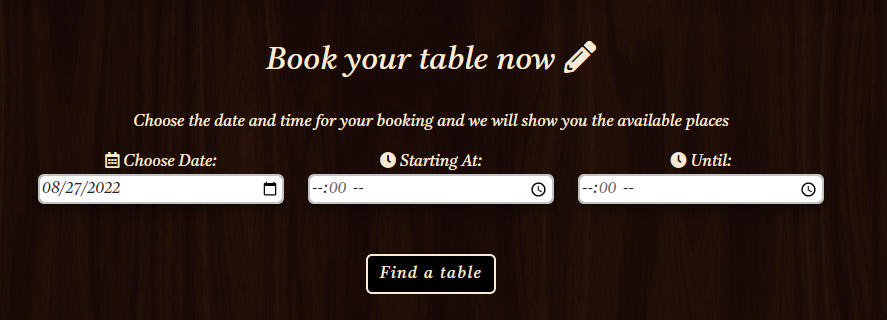 Book your table now
Choose the date and time for your booking and we will show you the available places
Choose Date: Starting At: Until:
08/27/2022 --:00 -- --:00 --
Find a table